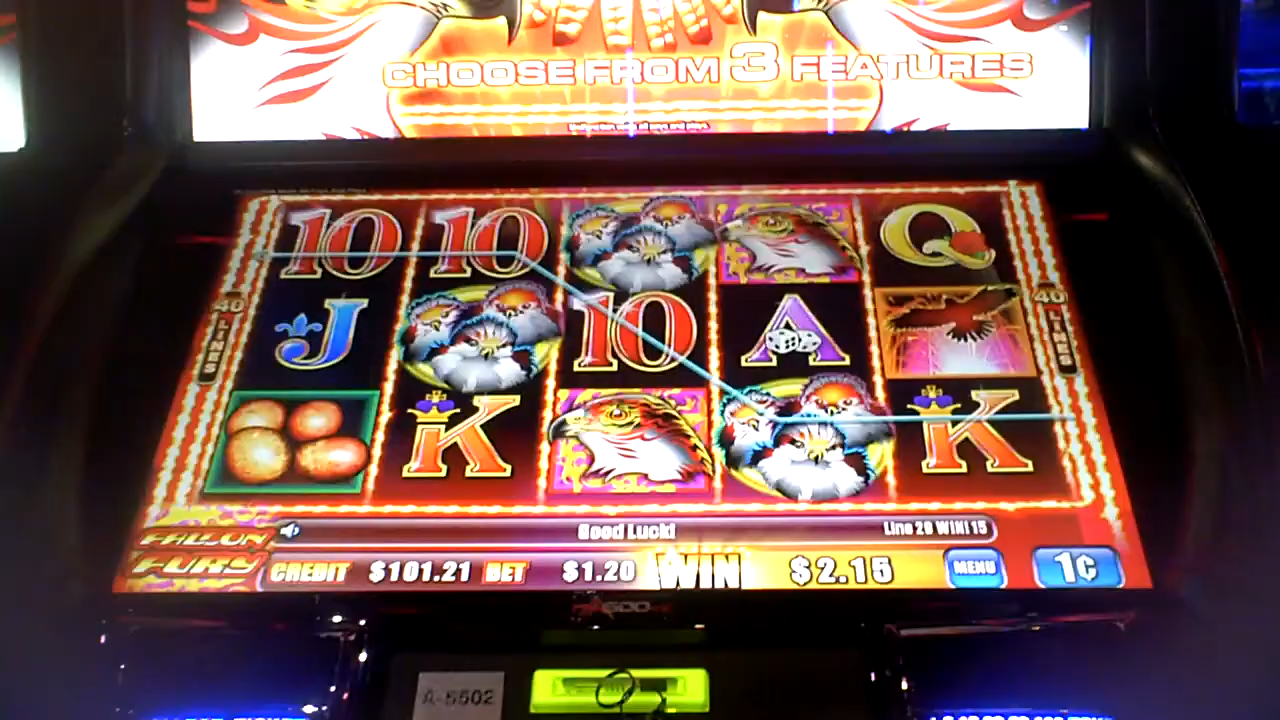 CHOOSE FROM 3 FEATURES
10 10 Q
J 10 A
K K
40 LINES
40 LINES
Good Luck!
Line 28 WIN! 15
FALCON FURY
CREDIT $101.21 BET $1.20 WIN $2.15 MENU 1¢
A-5502